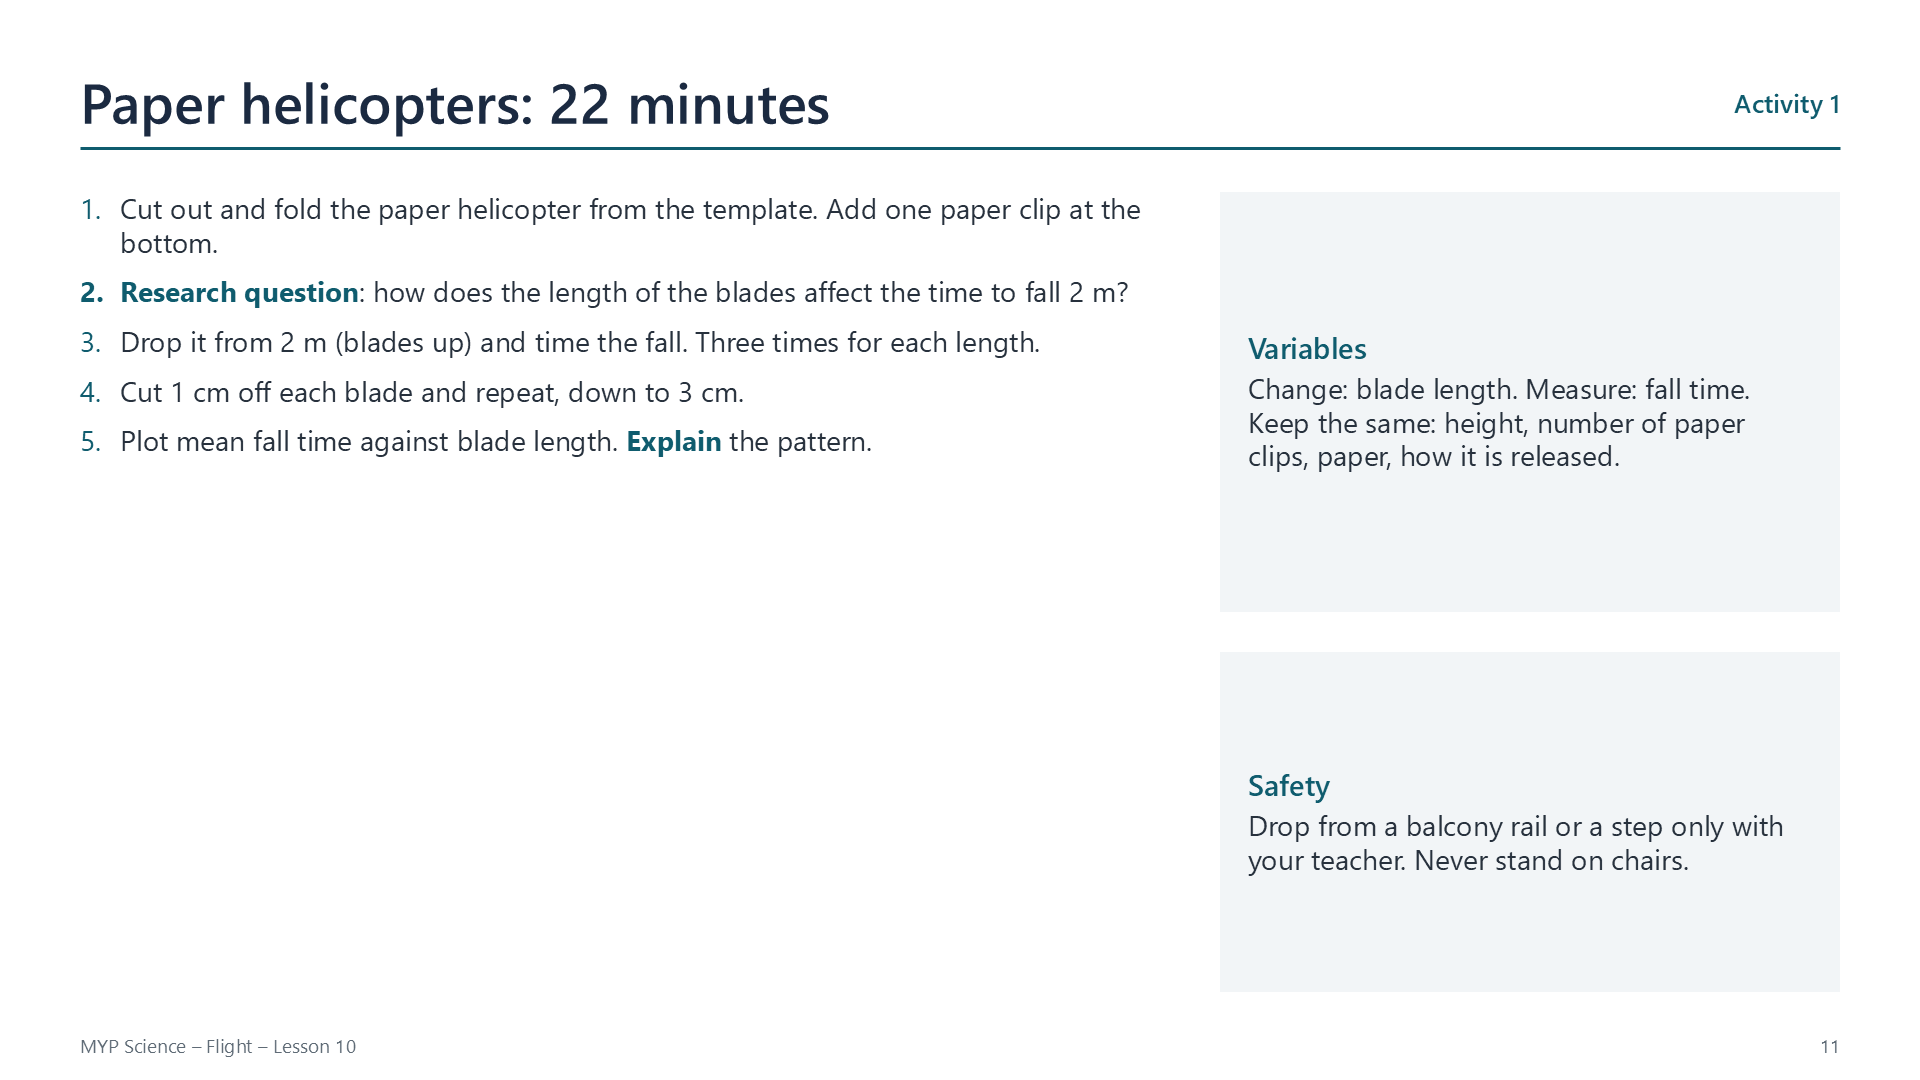 Paper helicopters: 22 minutes
Activity 1
1. Cut out and fold the paper helicopter from the template. Add one paper clip at the
bottom.
2. Research question: how does the length of the blades affect the time to fall 2 m?
3. Drop it from 2 m (blades up) and time the fall. Three times for each length.
4. Cut 1 cm off each blade and repeat, down to 3 cm.
5. Plot mean fall time against blade length. Explain the pattern.
Variables
Change: blade length. Measure: fall time.
Keep the same: height, number of paper
clips, paper, how it is released.
Safety
Drop from a balcony rail or a step only with
your teacher. Never stand on chairs.
MYP Science – Flight – Lesson 10
11